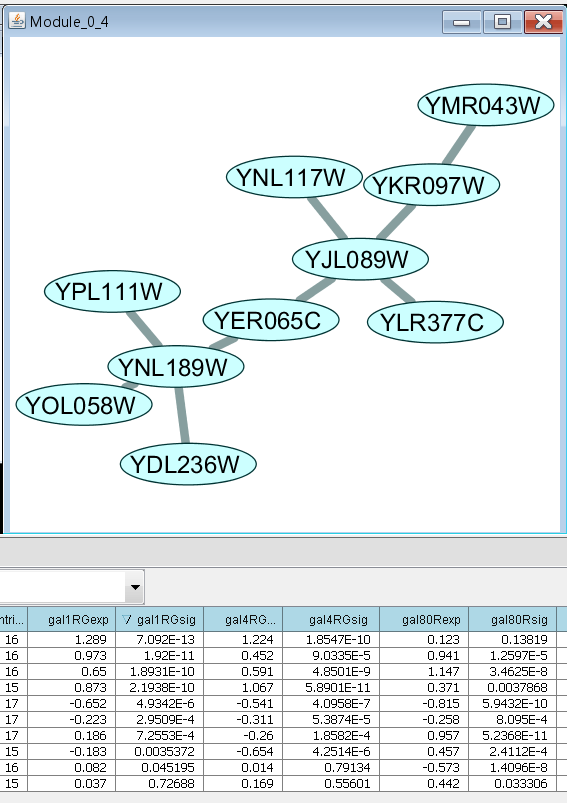 Module_0_4
YMR043W
YNL117W
YKR097W
YJL089W
YPL111W
YER065C
YLR377C
YNL189W
YOL058W
YDL236W
ntri... gal1RGexp ▽ gal1RGsig gal4RG... gal4RGsig gal80Rexp gal80Rsig
16 1.289 7.092E-13 1.224 1.8547E-10 0.123 0.13819
16 0.973 1.92E-11 0.452 9.0335E-5 0.941 1.2597E-5
16 0.65 1.8931E-10 0.591 4.8501E-9 1.147 3.4625E-8
15 0.873 2.1938E-10 1.067 5.8901E-11 0.371 0.0037868
17 -0.652 4.9342E-6 -0.541 4.0958E-7 -0.815 5.9432E-10
17 -0.223 2.9509E-4 -0.311 5.3874E-5 -0.258 8.095E-4
17 0.186 7.2553E-4 -0.26 1.8582E-4 0.957 5.2368E-11
15 -0.183 0.0035372 -0.654 4.2514E-6 0.457 2.4112E-4
16 0.082 0.045195 0.014 0.79134 -0.573 1.4096E-8
15 0.037 0.72688 0.169 0.55601 0.442 0.033306